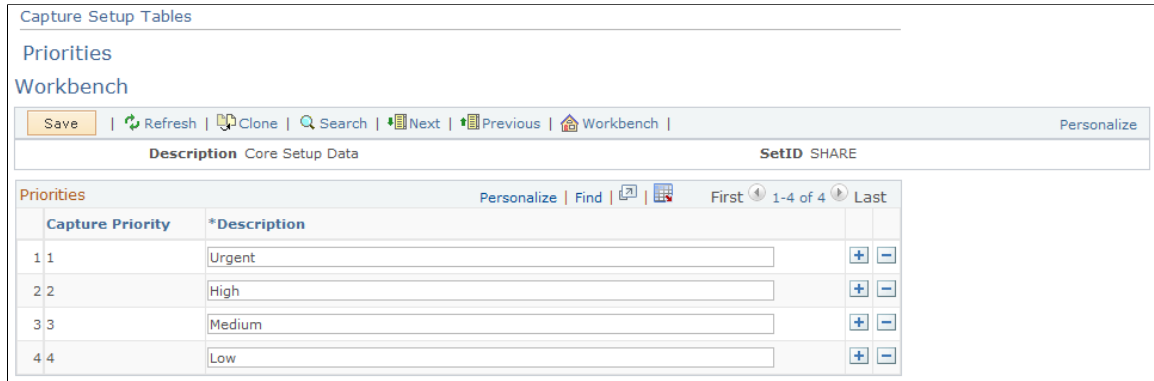 Capture Setup Tables
Priorities
Workbench
Save | Refresh | Clone | Search | Next | Previous | Workbench | Personalize
Description Core Setup Data SetID SHARE
Priorities Personalize | Find | | First 1-4 of 4 Last
Capture Priority *Description
1 1 Urgent
2 2 High
3 3 Medium
4 4 Low